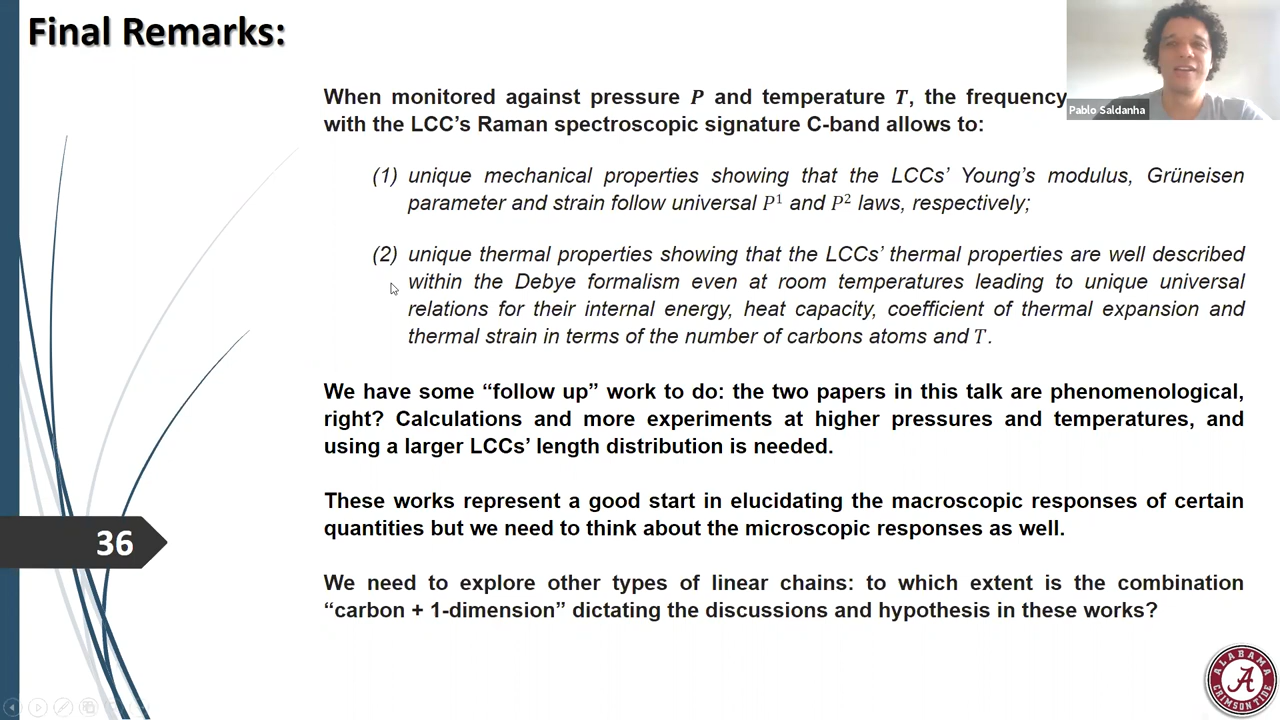 Final Remarks:
When monitored against pressure P and temperature T, the frequency
with the LCC's Raman spectroscopic signature C-band allows to:
Pablo Saldanha
(1) unique mechanical properties showing that the LCCs' Young's modulus, Grüneisen
parameter and strain follow universal P¹ and P² laws, respectively;
(2) unique thermal properties showing that the LCCs' thermal properties are well described
within the Debye formalism even at room temperatures leading to unique universal
relations for their internal energy, heat capacity, coefficient of thermal expansion and
thermal strain in terms of the number of carbons atoms and T.
We have some “follow up” work to do: the two papers in this talk are phenomenological,
right? Calculations and more experiments at higher pressures and temperatures, and
using a larger LCCs' length distribution is needed.
These works represent a good start in elucidating the macroscopic responses of certain
quantities but we need to think about the microscopic responses as well.
36
We need to explore other types of linear chains: to which extent is the combination
“carbon + 1-dimension” dictating the discussions and hypothesis in these works?
ALABAMA
A
CRIMSON TIDE